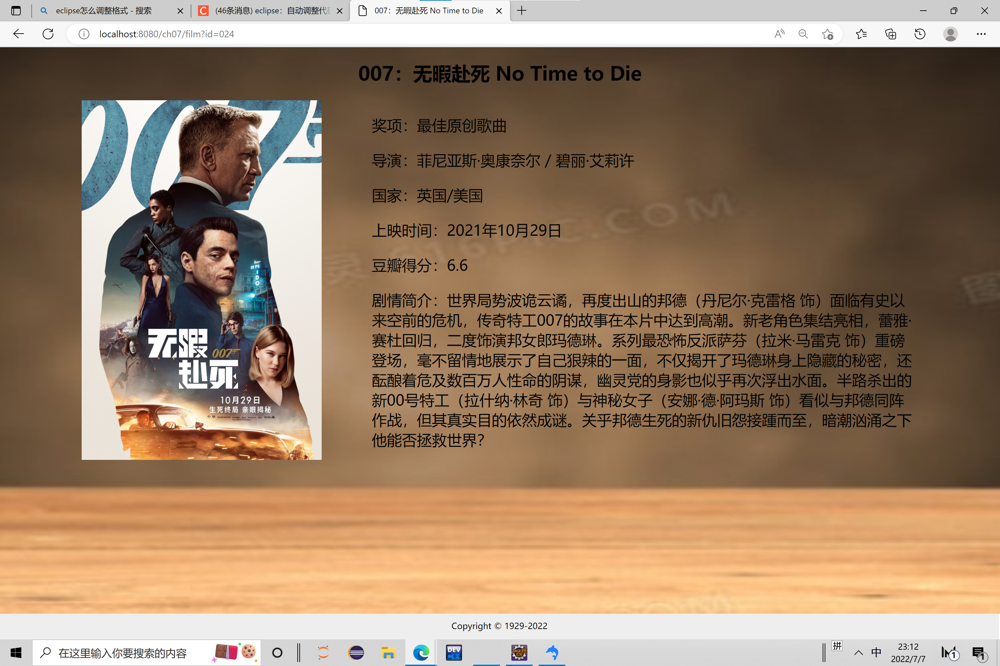 eclipse怎么调整格式 - 搜索
(46条消息) eclipse：自动调整代
007：无暇赴死 No Time to Die
localhost:8080/ch07/film?id=024
007：无暇赴死 No Time to Die
007
无暇
007
赴死
10月29日
生死终局 亲眼揭秘
奖项：最佳原创歌曲
导演：菲尼亚斯·奥康奈尔 / 碧丽·艾莉许
国家：英国/美国
上映时间：2021年10月29日
豆瓣得分：6.6
剧情简介：世界局势波诡云谲，再度出山的邦德（丹尼尔·克雷格 饰）面临有史以
来空前的危机，传奇特工007的故事在本片中达到高潮。新老角色集结亮相，蕾雅·
赛杜回归，二度饰演邦女郎玛德琳。系列最恐怖反派萨芬（拉米·马雷克 饰）重磅
登场，毫不留情地展示了自己狠辣的一面，不仅揭开了玛德琳身上隐藏的秘密，还
酝酿着危及数百万人性命的阴谋，幽灵党的身影也似乎再次浮出水面。半路杀出的
新00号特工（拉什纳·林奇 饰）与神秘女子（安娜·德·阿玛斯 饰）看似与邦德同阵
作战，但其真实目的依然成谜。关乎邦德生死的新仇旧怨接踵而至，暗潮汹涌之下
他能否拯救世界？
Copyright © 1929-2022
在这里输入你要搜索的内容
DEV
C++
Java EE
IDE
拼
中
23:12
2022/7/7
1
1